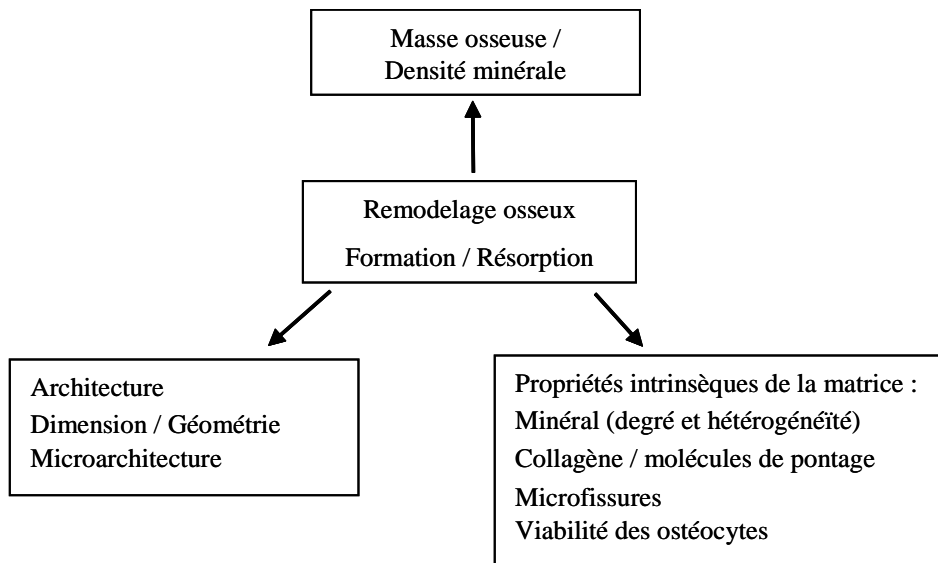 Masse osseuse /
Densité minérale
Remodelage osseux
Formation / Résorption
Architecture
Dimension / Géométrie
Microarchitecture
Propriétés intrinsèques de la matrice :
Minéral (degré et hétérogénéïté)
Collagène / molécules de pontage
Microfissures
Viabilité des ostéocytes